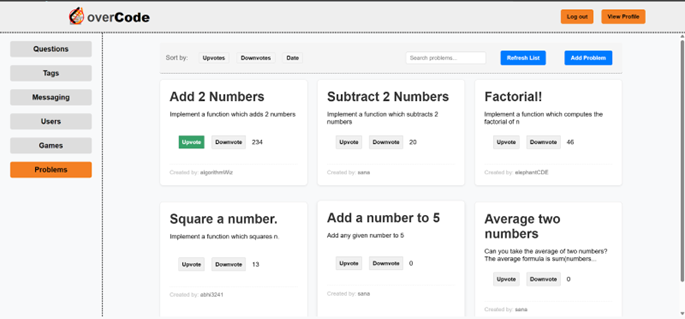 overCode
Log out
View Profile
Questions
Tags
Messaging
Users
Games
Problems
Sort by: Upvotes Downvotes Date
Search problems...
Refresh List
Add Problem
Add 2 Numbers
Implement a function which adds 2 numbers
Upvote Downvote 234
Created by: algorithmWiz
Subtract 2 Numbers
Implement a function which subtracts 2
numbers
Upvote Downvote 20
Created by: sana
Factorial!
Implement a function which computes the
factorial of n
Upvote Downvote 46
Created by: elephantCDE
Square a number.
Implement a function which squares n.
Upvote Downvote 13
Created by: abhi3241
Add a number to 5
Add any given number to 5
Upvote Downvote 0
Created by: sana
Average two
numbers
Can you take the average of two numbers?
The average formula is sum(numbers...
Upvote Downvote 0
Created by: sana